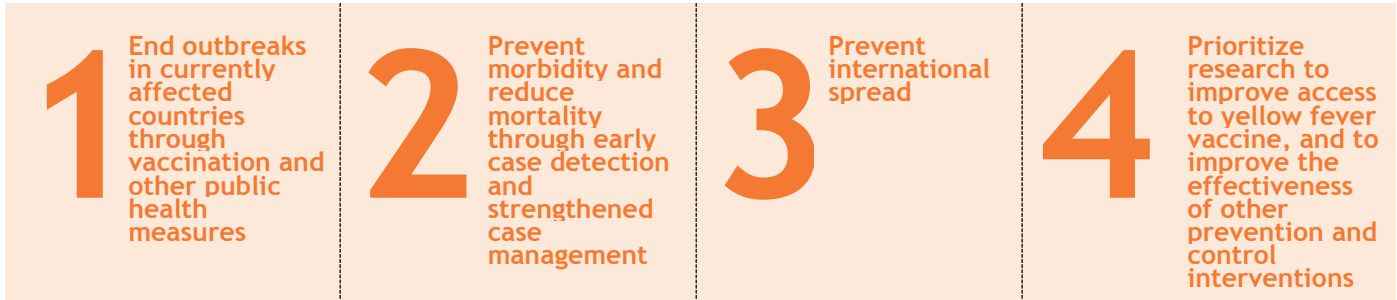 1
End outbreaks
in currently
affected
countries
through
vaccination and
other public
health
measures
2
Prevent
morbidity and
reduce
mortality
through early
case detection
and
strengthened
case
management
3
Prevent
international
spread
4
Prioritize
research to
improve access
to yellow fever
vaccine, and to
improve the
effectiveness
of other
prevention and
control
interventions